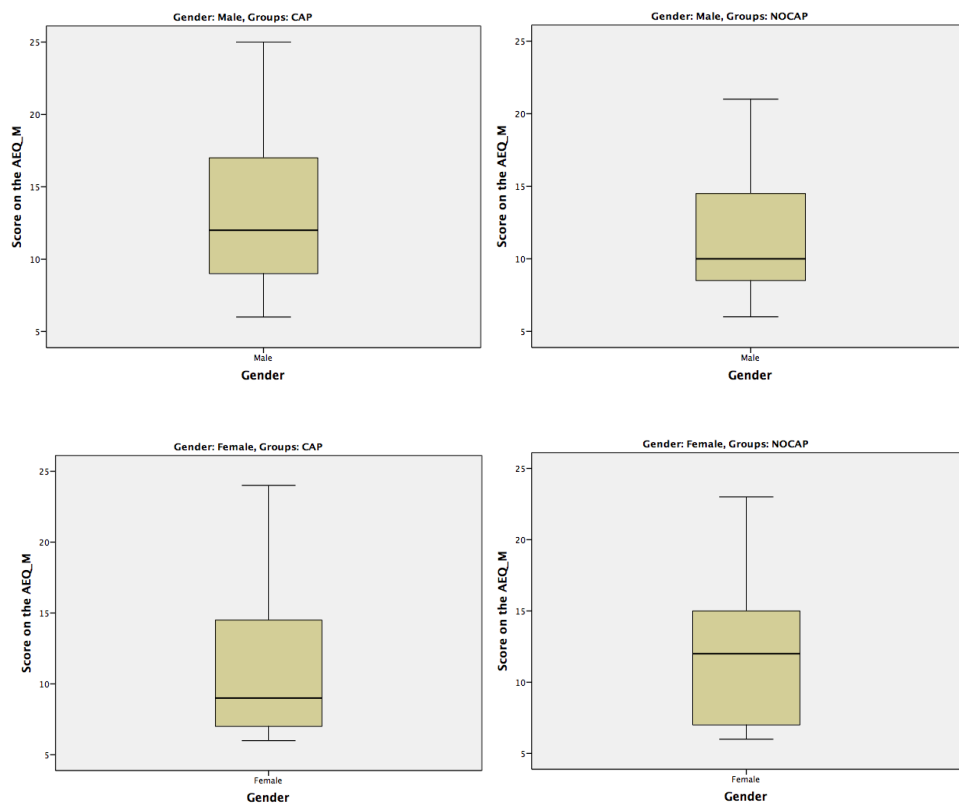 Gender: Male, Groups: CAP
Score on the AEQ_M
25
20
15
10
5
Male
Gender
Gender: Male, Groups: NOCAP
Score on the AEQ_M
25
20
15
10
5
Male
Gender
Gender: Female, Groups: CAP
Score on the AEQ_M
25
20
15
10
5
Female
Gender
Gender: Female, Groups: NOCAP
Score on the AEQ_M
25
20
15
10
5
Female
Gender